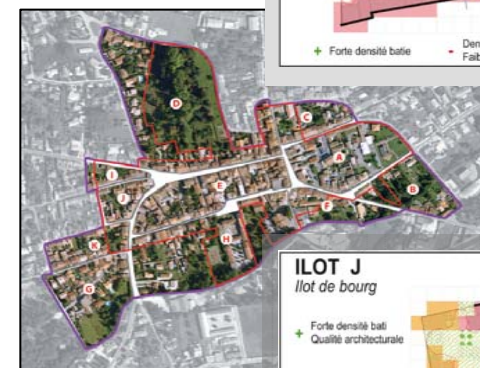 + Forte densité batie
- Den
Faib
D
C
A
I
E
B
J
F
K
H
G
ILOT J
Ilot de bourg
+ Forte densité bati
Qualité architecturale